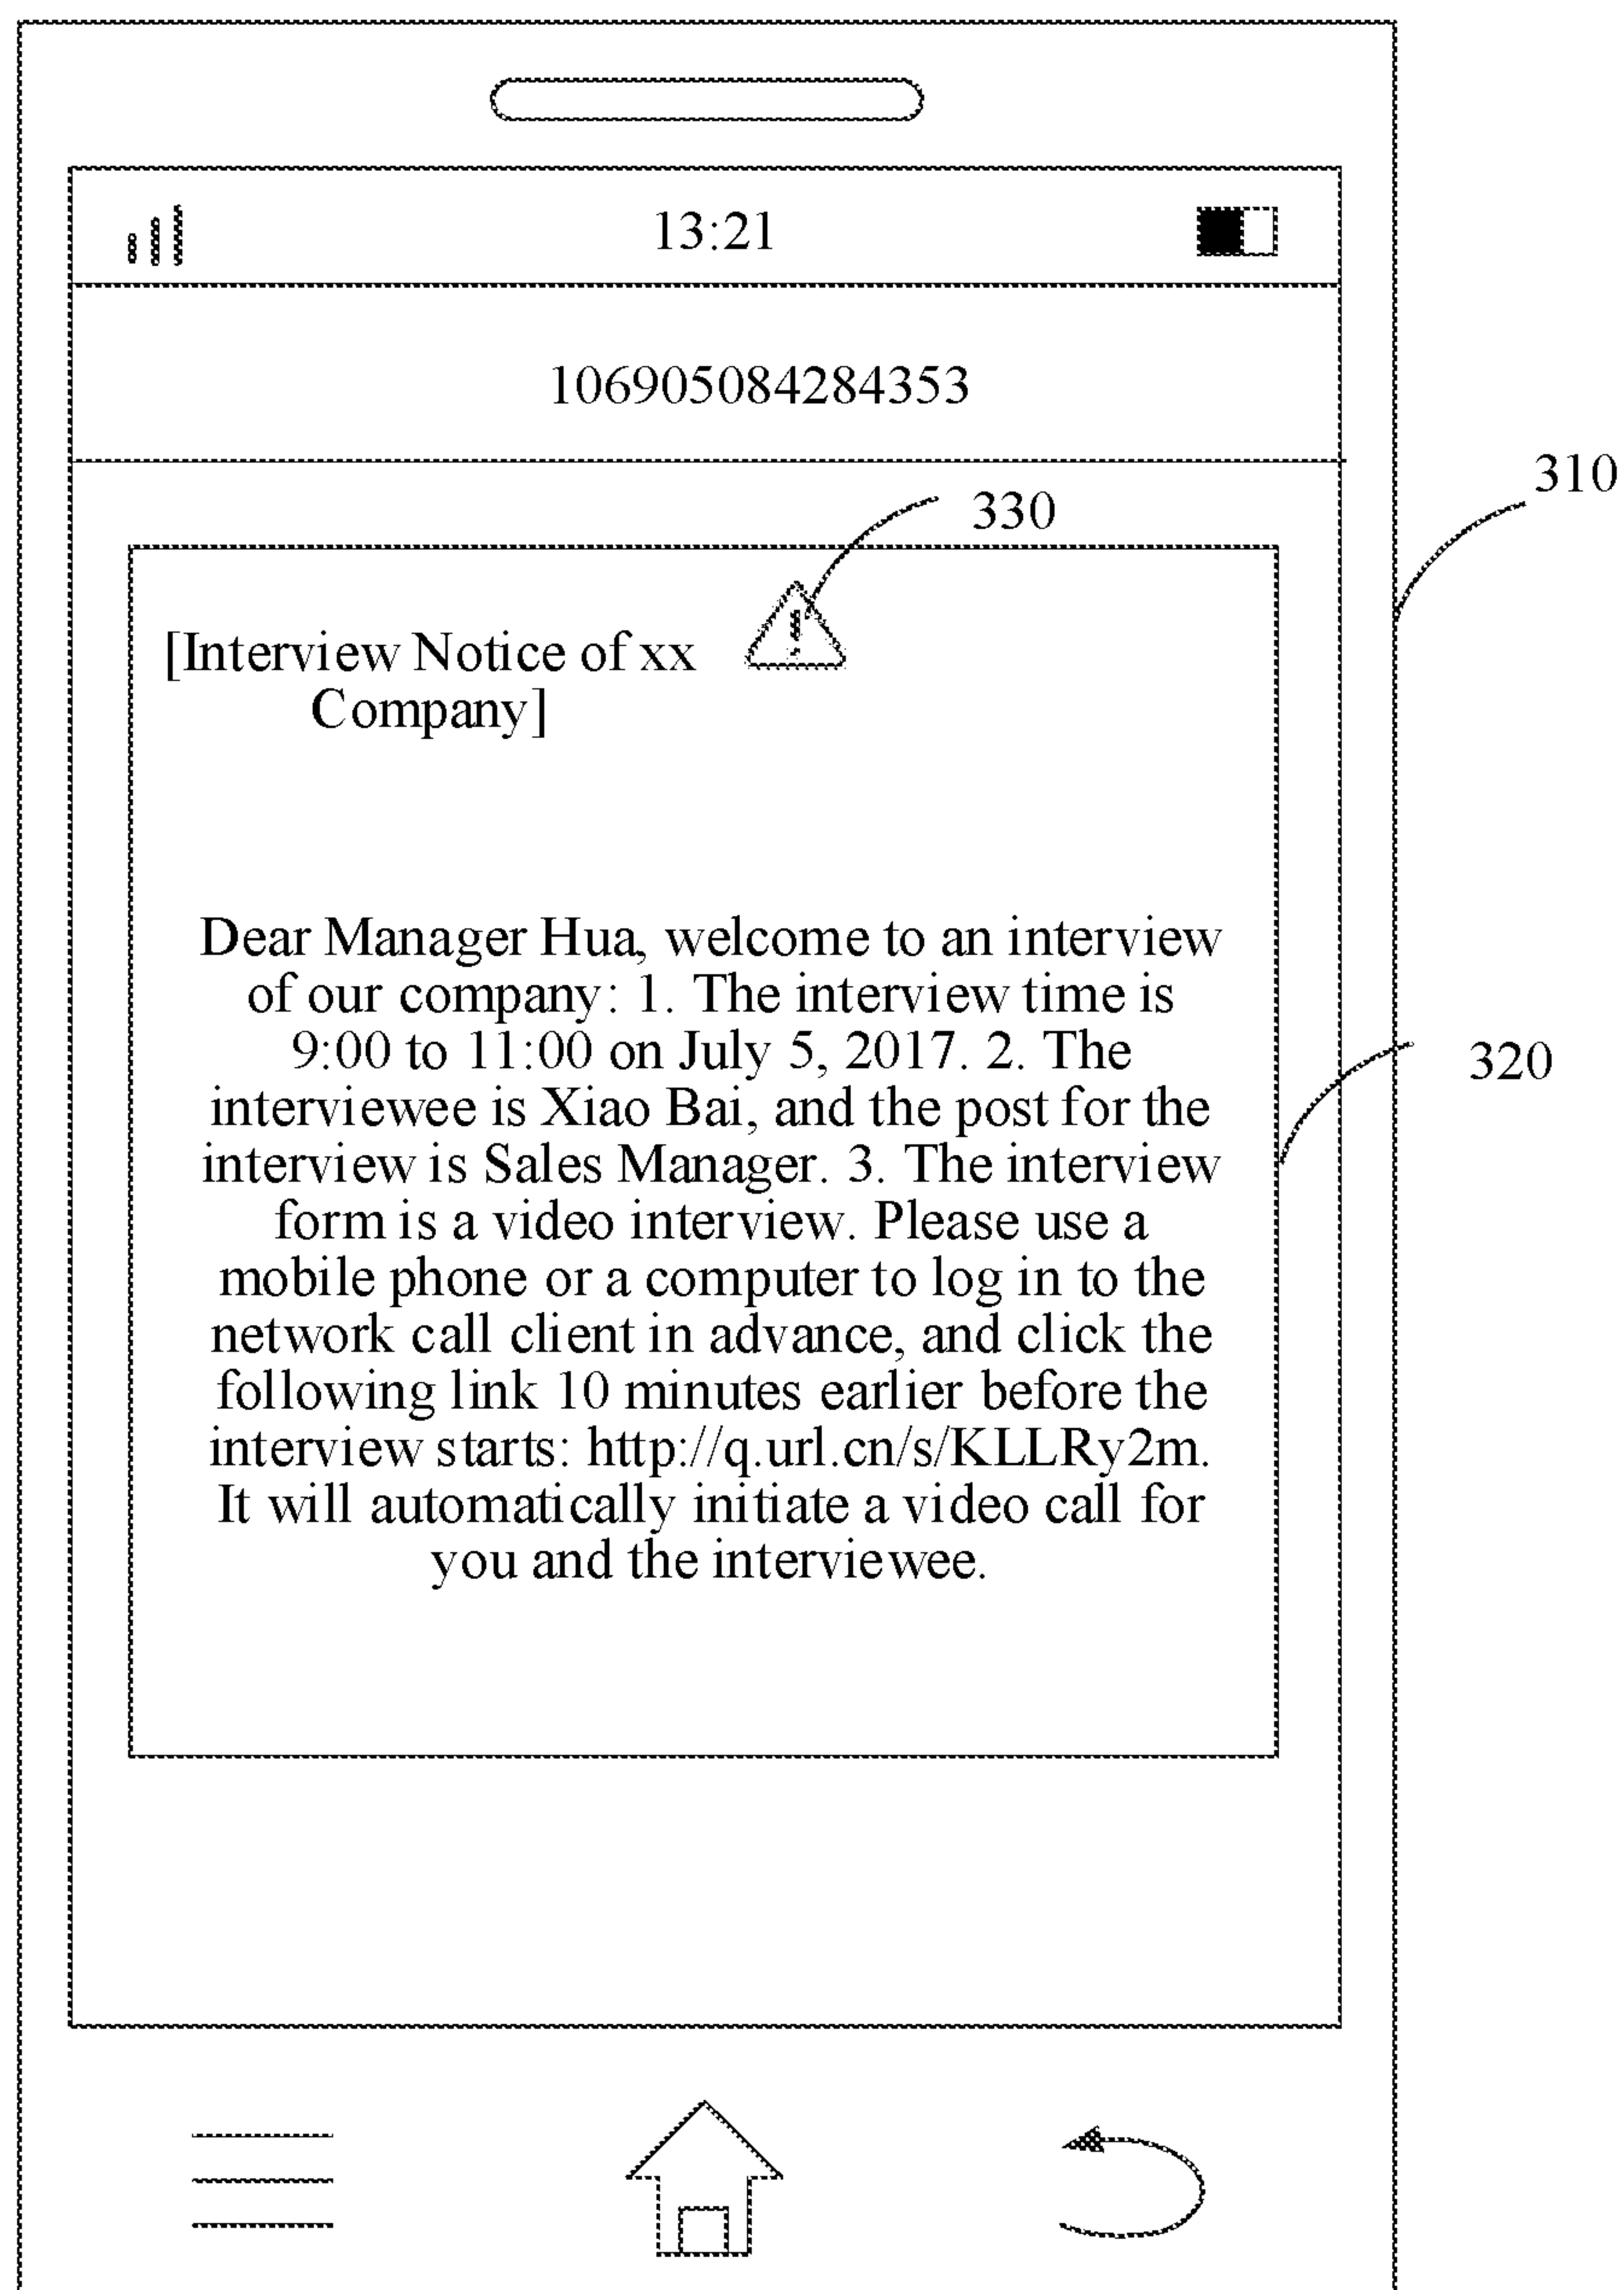 13:21
106905084284353
310
330
[Interview Notice of xx
Company]
Dear Manager Hua, welcome to an interview
of our company: 1. The interview time is
9:00 to 11:00 on July 5, 2017. 2. The
interviewee is Xiao Bai, and the post for the
interview is Sales Manager. 3. The interview
form is a video interview. Please use a
mobile phone or a computer to log in to the
network call client in advance, and click the
following link 10 minutes earlier before the
interview starts: http://q.url.cn/s/KLLRy2m.
It will automatically initiate a video call for
you and the interviewee.
320